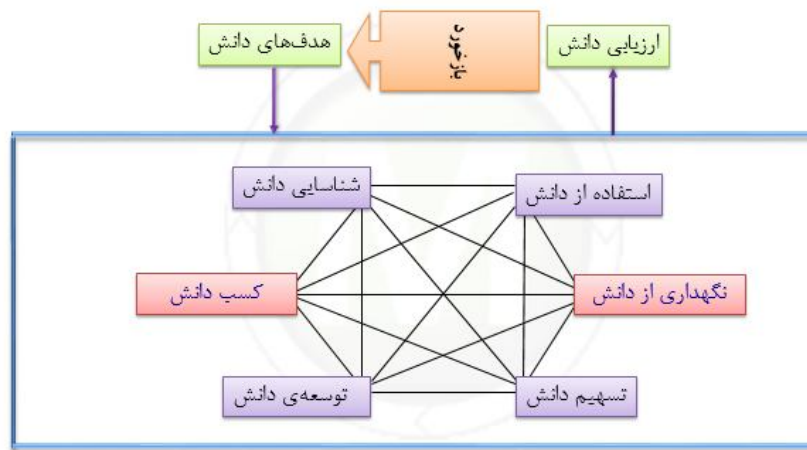 ارزیابی دانش
بازخورد
هدف‌های دانش
استفاده از دانش
شناسایی دانش
نگهداری از دانش
کسب دانش
تسهیم دانش
توسعه‌ی دانش